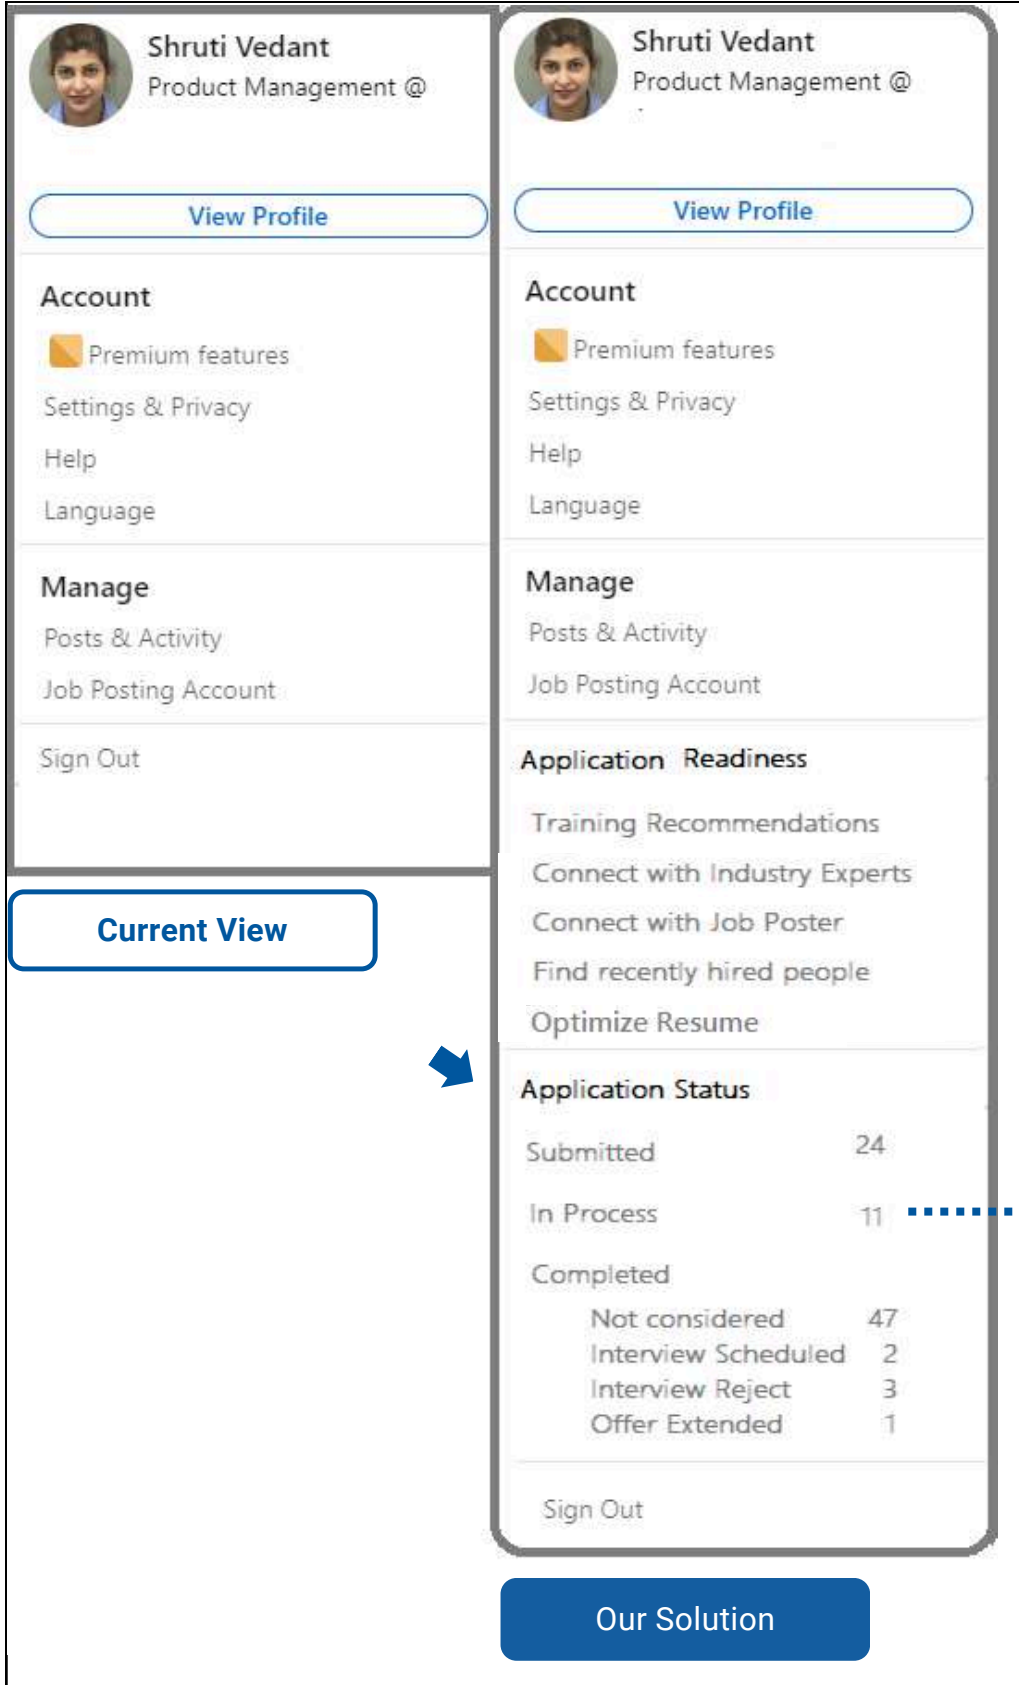 Shruti Vedant
Product Management @
View Profile
Account
Premium features
Settings & Privacy
Help
Language
Manage
Posts & Activity
Job Posting Account
Sign Out
Current View
Shruti Vedant
Product Management @
View Profile
Account
Premium features
Settings & Privacy
Help
Language
Manage
Posts & Activity
Job Posting Account
Application Readiness
Training Recommendations
Connect with Industry Experts
Connect with Job Poster
Find recently hired people
Optimize Resume
Application Status
Submitted 24
In Process 11
Completed
Not considered 47
Interview Scheduled 2
Interview Reject 3
Offer Extended 1
Sign Out
Our Solution